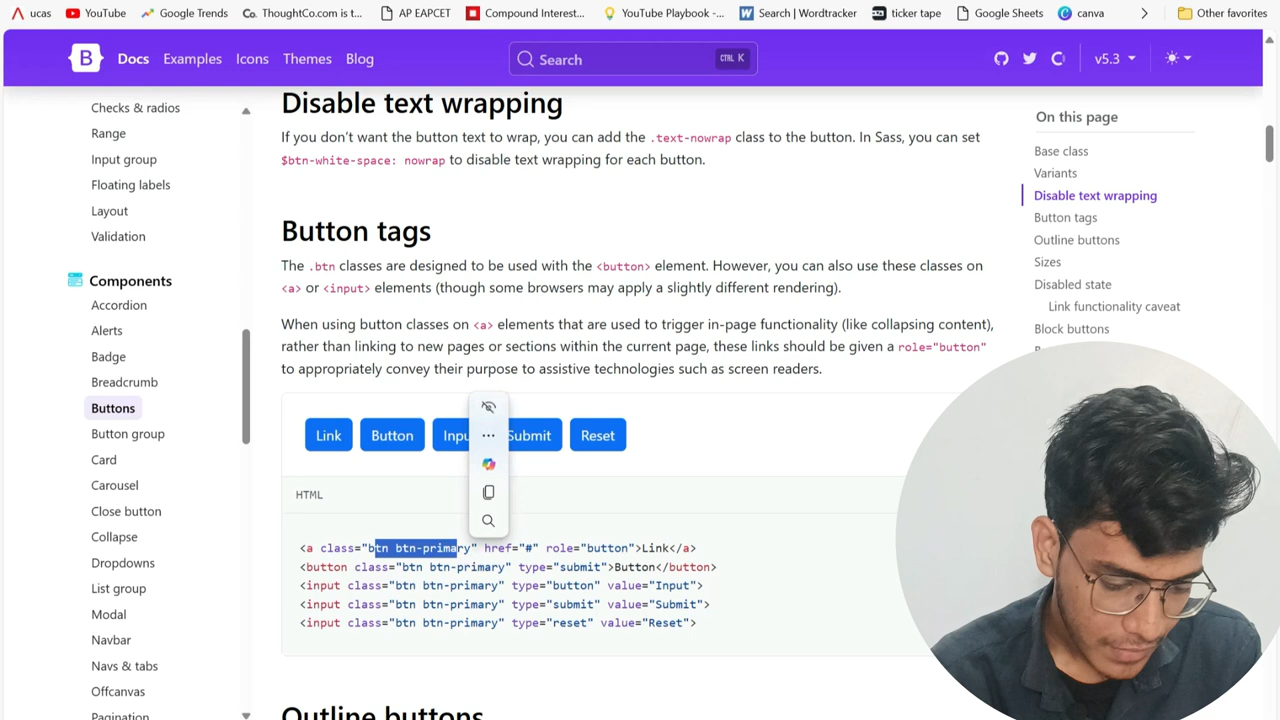 ucas
YouTube
Google Trends
Co. ThoughtCo.com is t...
AP EAPCET
Compound Interest...
YouTube Playbook -...
Search | Wordtracker
ticker tape
Google Sheets
canva
Other favorites
B
Docs
Examples
Icons
Themes
Blog
Search
CTRL K
v5.3
Checks & radios
Range
Input group
Floating labels
Layout
Validation
Components
Accordion
Alerts
Badge
Breadcrumb
Buttons
Button group
Card
Carousel
Close button
Collapse
Dropdowns
List group
Modal
Navbar
Navs & tabs
Offcanvas
Pagination
Disable text wrapping
If you don't want the button text to wrap, you can add the .text-nowrap class to the button. In Sass, you can set
$btn-white-space: nowrap to disable text wrapping for each button.
Button tags
The .btn classes are designed to be used with the <button> element. However, you can also use these classes on
<a> or <input> elements (though some browsers may apply a slightly different rendering).
When using button classes on <a> elements that are used to trigger in-page functionality (like collapsing content),
rather than linking to new pages or sections within the current page, these links should be given a role="button"
to appropriately convey their purpose to assistive technologies such as screen readers.
Link
Button
Inpu
Submit
Reset
HTML
<a class="btn btn-primary" href="#" role="button">Link</a>
<button class="btn btn-primary" type="submit">Button</button>
<input class="btn btn-primary" type="button" value="Input">
<input class="btn btn-primary" type="submit" value="Submit">
<input class="btn btn-primary" type="reset" value="Reset">
Outline buttons
On this page
Base class
Variants
Disable text wrapping
Button tags
Outline buttons
Sizes
Disabled state
Link functionality caveat
Block buttons